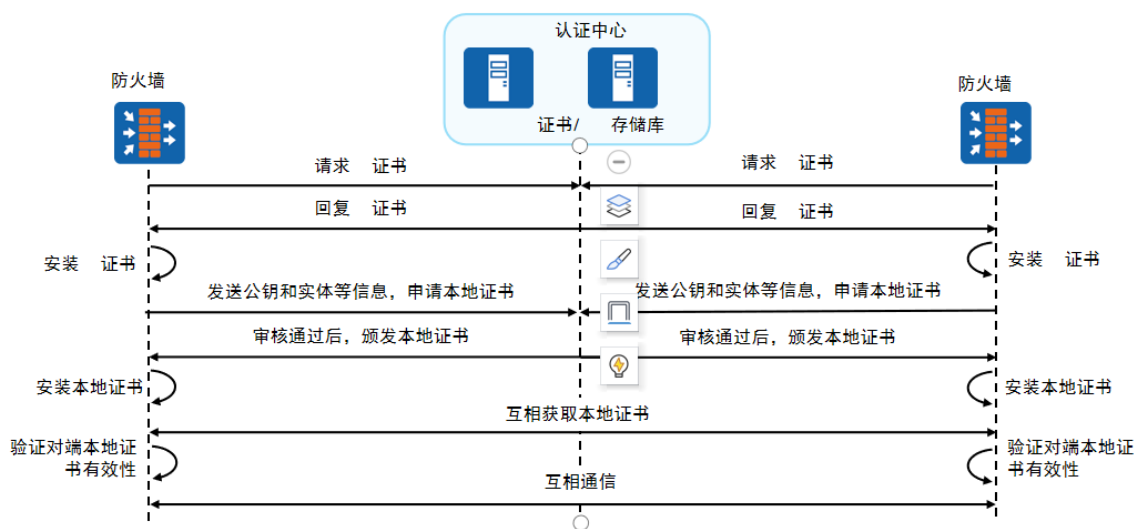 认证中心
防火墙
防火墙
证书/ 存储库
请求 证书
请求 证书
回复 证书
回复 证书
安装 证书
安装 证书
发送公钥和实体等信息，申请本地证书
发送公钥和实体等信息，申请本地证书
审核通过后，颁发本地证书
审核通过后，颁发本地证书
安装本地证书
安装本地证书
互相获取本地证书
验证对端本地证
书有效性
验证对端本地证
书有效性
互相通信